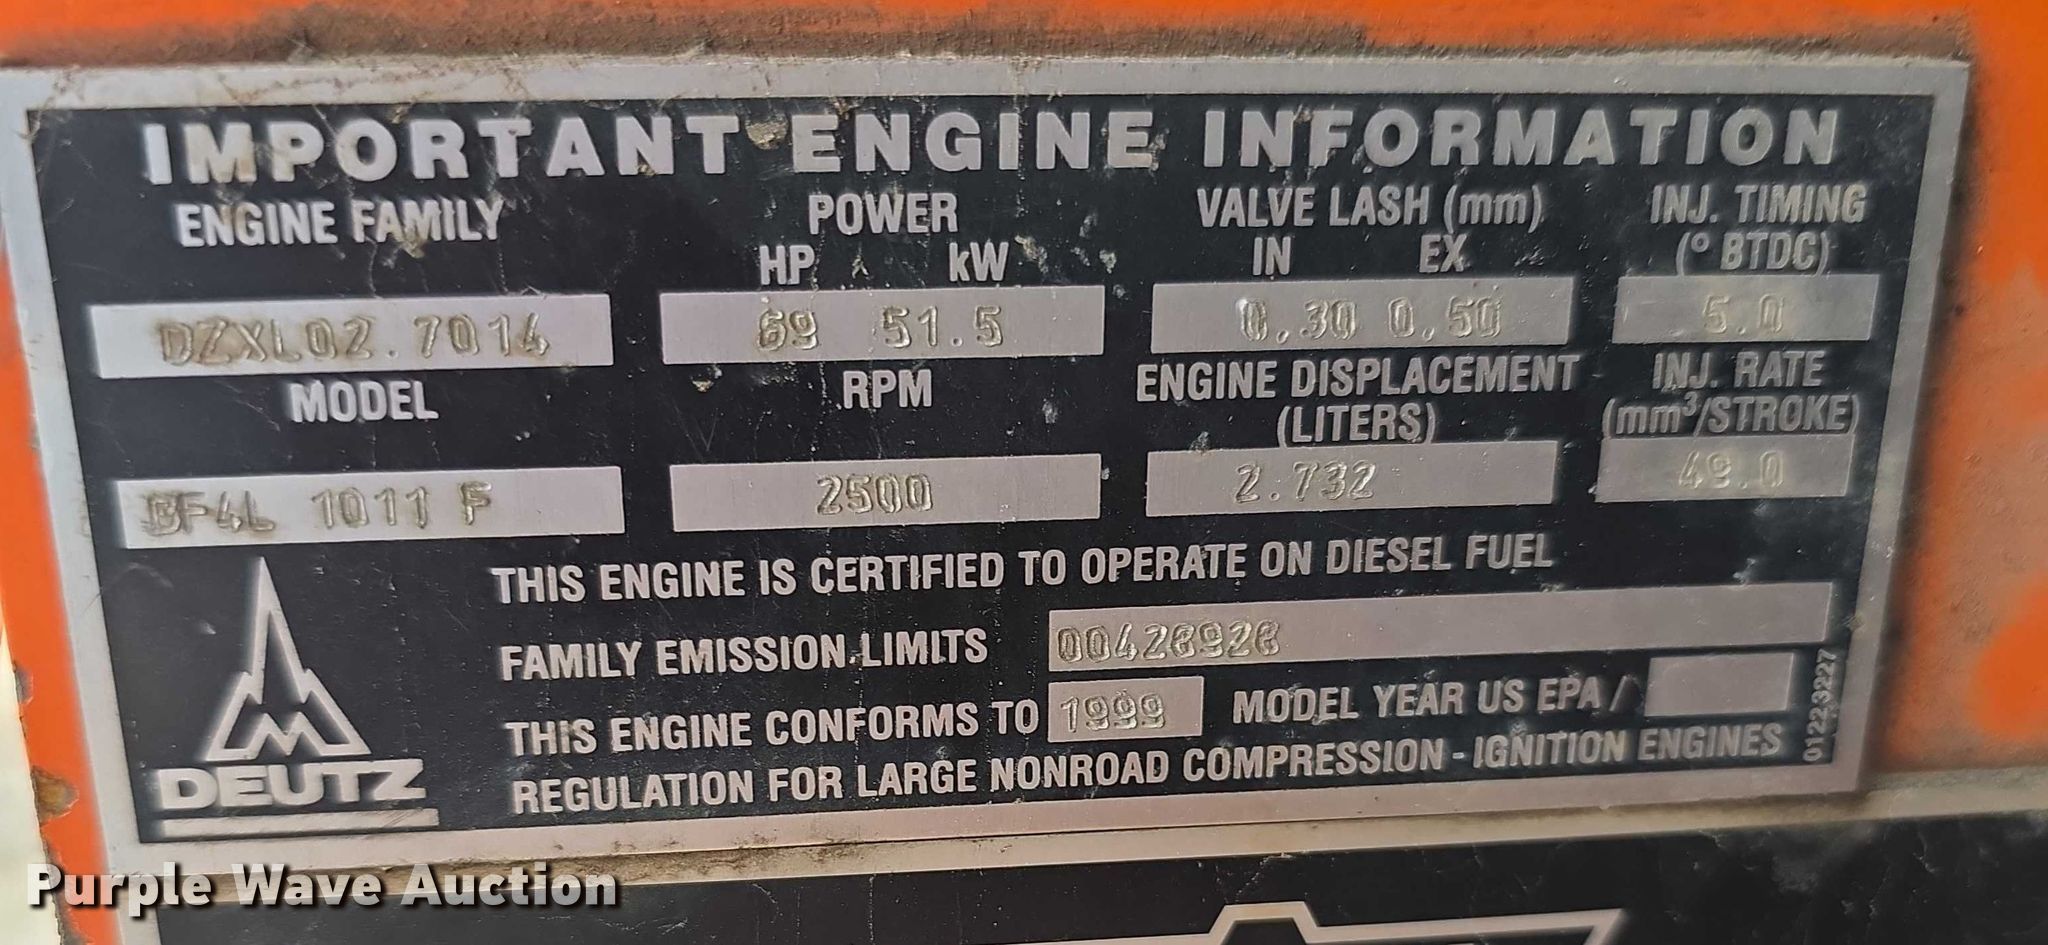 IMPORTANT ENGINE INFORMATION
ENGINE FAMILY POWER VALVE LASH (mm) INJ. TIMING
HP kW IN EX (° BTDC)
DZXL02.7014 69 51.5 0,30 0,50 5.0
MODEL RPM ENGINE DISPLACEMENT INJ. RATE
(LITERS) (mm³/STROKE)
BF4L 1011 F 2500 2.732 49.0
THIS ENGINE IS CERTIFIED TO OPERATE ON DIESEL FUEL
FAMILY EMISSION LIMITS 00428928
THIS ENGINE CONFORMS TO 1999 MODEL YEAR US EPA /
REGULATION FOR LARGE NONROAD COMPRESSION - IGNITION ENGINES
0122 3227
DEUTZ
Purple Wave Auction